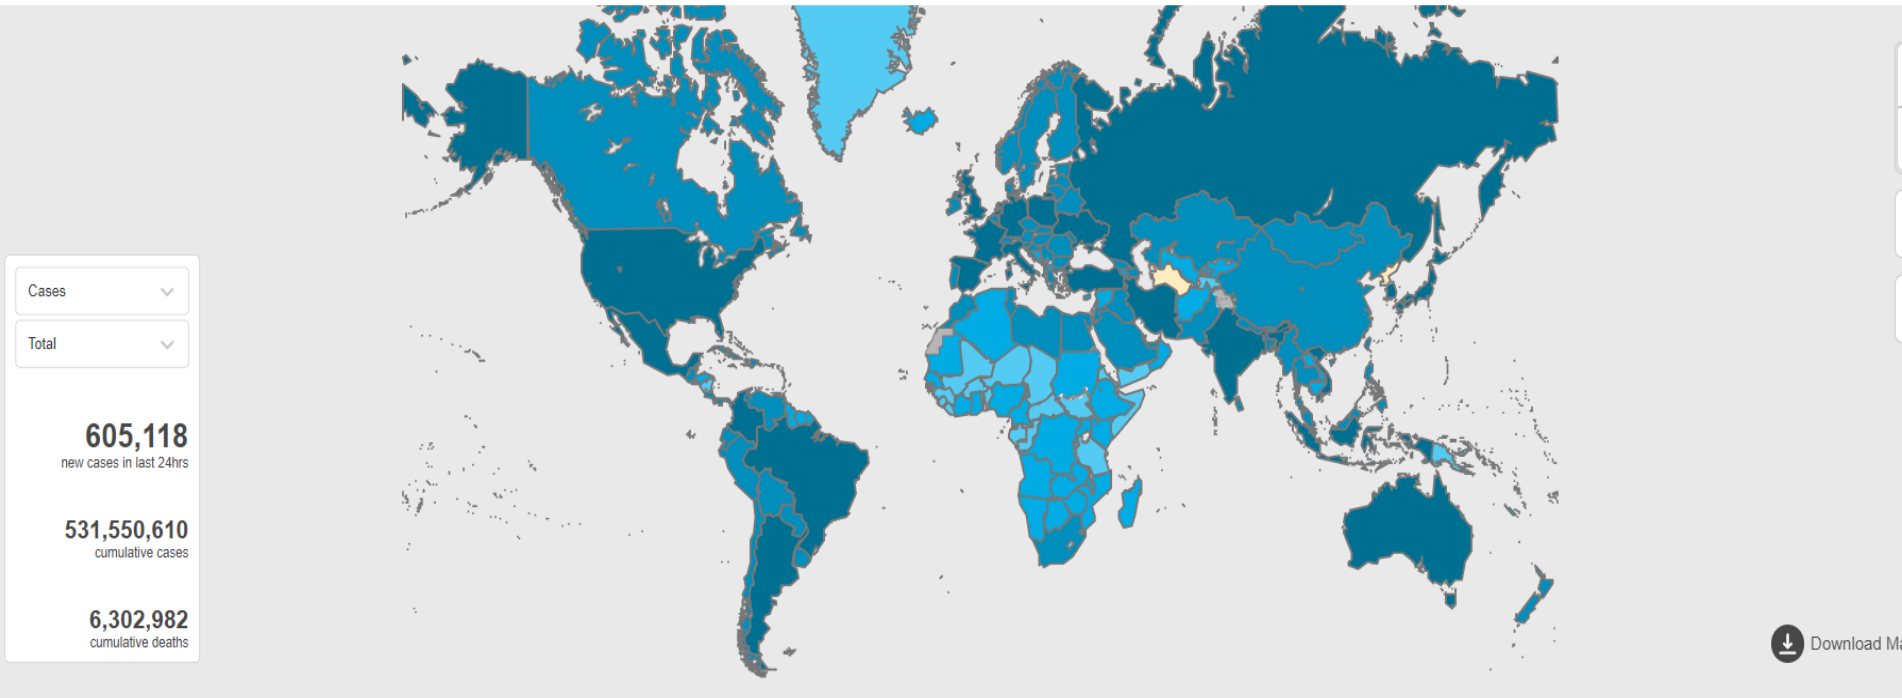 Cases
Total
605,118
new cases in last 24hrs
531,550,610
cumulative cases
6,302,982
cumulative deaths
Download Ma